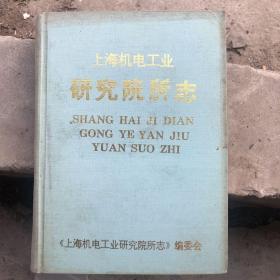 上海机电工业
研究院所志
SHANG HAI JI DIAN
GONG YE YAN JIU
YUAN SUO ZHI
《上海机电工业研究院所志》编委会